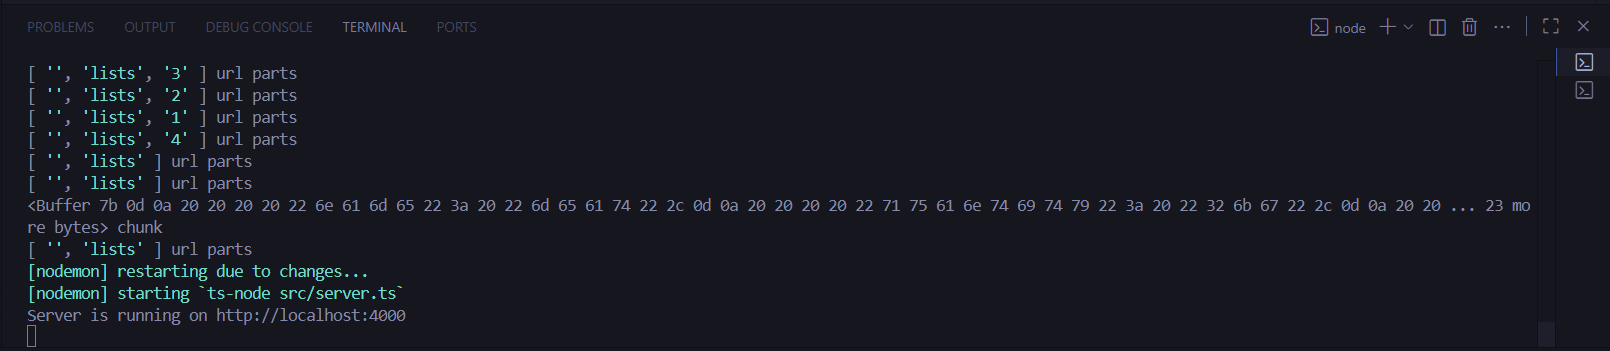 PROBLEMS OUTPUT DEBUG CONSOLE TERMINAL PORTS node
[ '', 'lists', '3' ] url parts
[ '', 'lists', '2' ] url parts
[ '', 'lists', '1' ] url parts
[ '', 'lists', '4' ] url parts
[ '', 'lists' ] url parts
[ '', 'lists' ] url parts
<Buffer 7b 0d 0a 20 20 20 20 22 6e 61 6d 65 22 3a 20 22 6d 65 61 74 22 2c 0d 0a 20 20 20 20 22 71 75 61 6e 74 69 74 79 22 3a 20 22 32 6b 67 22 2c 0d 0a 20 20 ... 23 mo
re bytes> chunk
[ '', 'lists' ] url parts
[nodemon] restarting due to changes...
[nodemon] starting `ts-node src/server.ts`
Server is running on http://localhost:4000